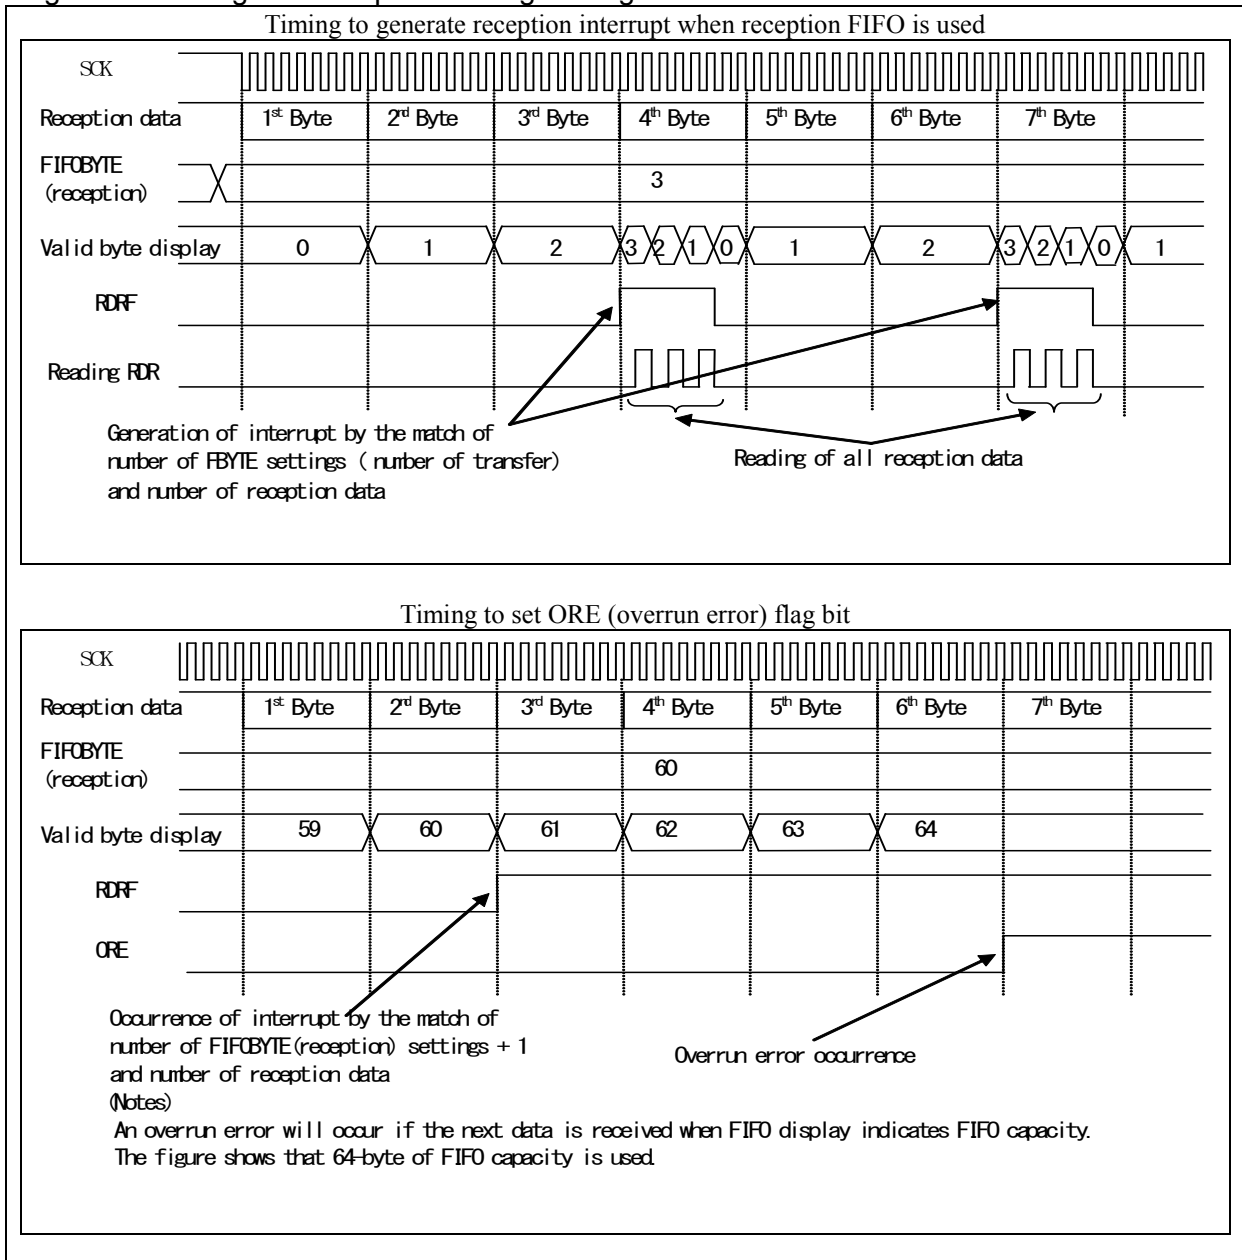 Timing to generate reception interrupt when reception FIFO is used
SCK
Reception data 1st Byte 2nd Byte 3rd Byte 4th Byte 5th Byte 6th Byte 7th Byte
FIFOBYTE
(reception) 3
Valid byte display 0 1 2 3 2 1 0 1 2 3 2 1 0 1
RDRF
Reading RDR
Generation of interrupt by the match of
number of FBYTE settings ( number of transfer)
and number of reception data
Reading of all reception data
Timing to set ORE (overrun error) flag bit
SCK
Reception data 1st Byte 2nd Byte 3rd Byte 4th Byte 5th Byte 6th Byte 7th Byte
FIFOBYTE
(reception) 60
Valid byte display 59 60 61 62 63 64
RDRF
ORE
Occurrence of interrupt by the match of
number of FIFOBYTE(reception) settings + 1
and number of reception data
Overrun error occurrence
(Notes)
An overrun error will occur if the next data is received when FIFO display indicates FIFO capacity.
The figure shows that 64-byte of FIFO capacity is used.